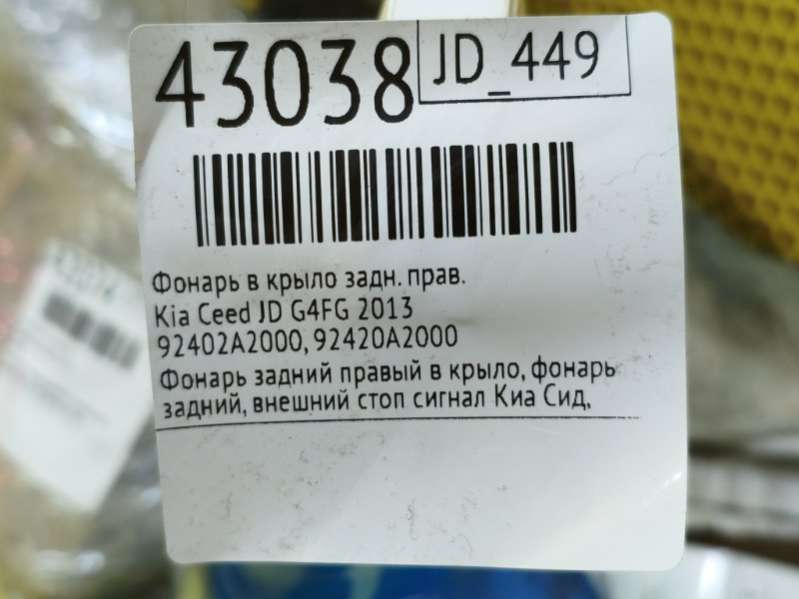 43038
JD_449
Фонарь в крыло задн. прав.
Kia Ceed JD G4FG 2013
92402A2000, 92420A2000
Фонарь задний правый в крыло, фонарь
задний, внешний стоп сигнал Киа Сид,